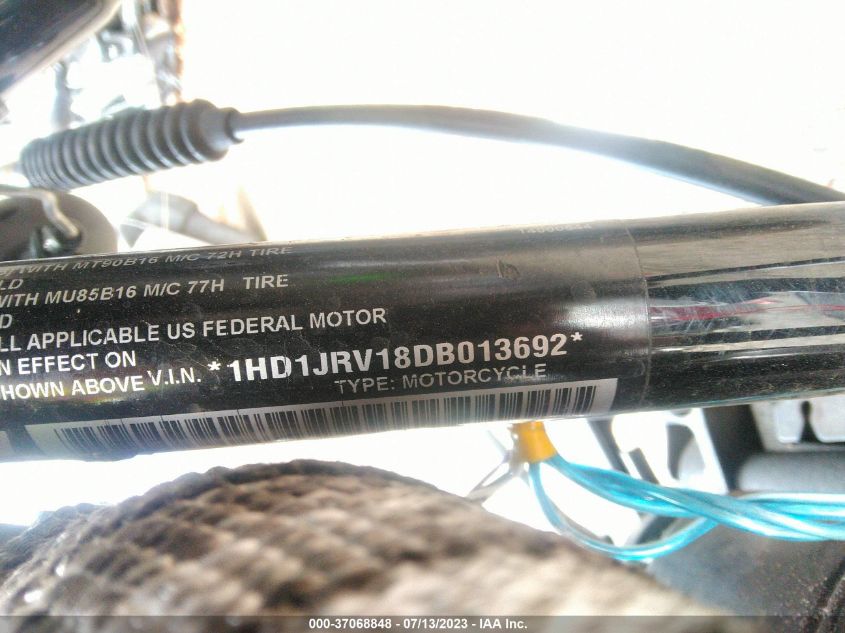 WITH MT90B16 M/C 72H TIRE
LD
WITH MU85B16 M/C 77H TIRE
D
LL APPLICABLE US FEDERAL MOTOR
N EFFECT ON
HOWN ABOVE V.I.N. *1HD1JRV18DB013692*
TYPE: MOTORCYCLE
000-37068848 - 07/13/2023 - IAA Inc.